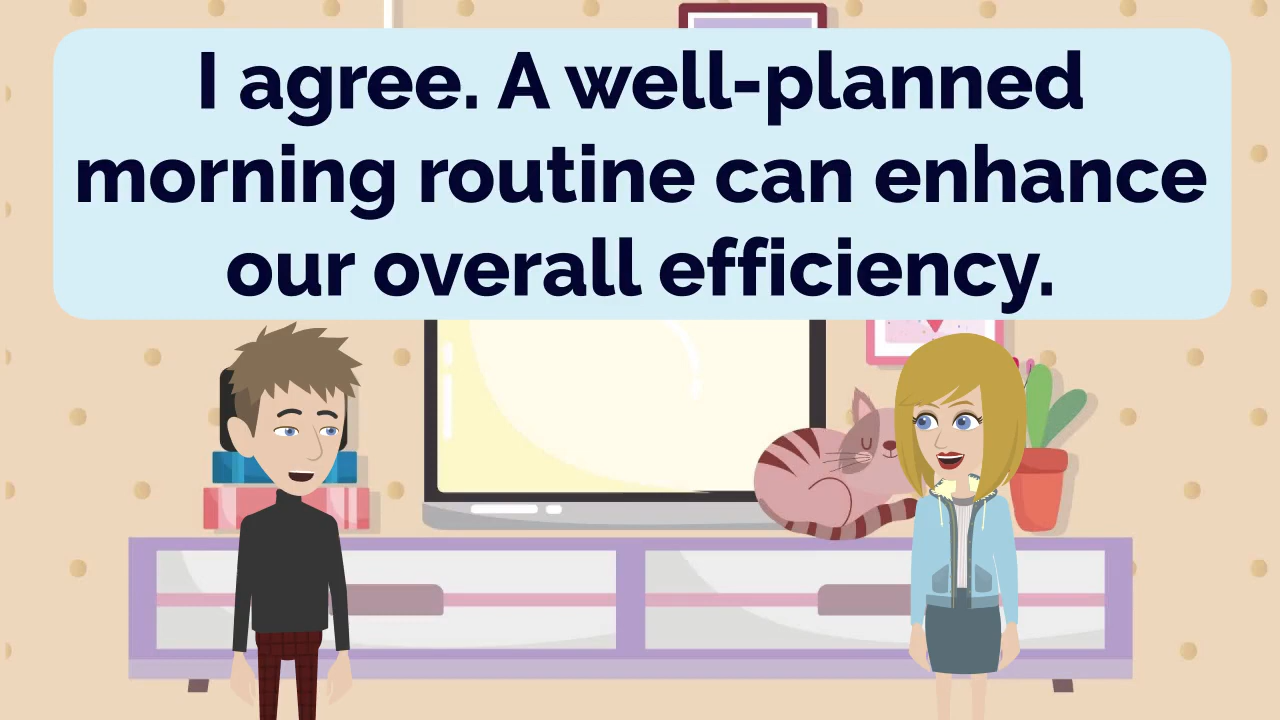 I agree. A well-planned
morning routine can enhance
our overall efficiency.